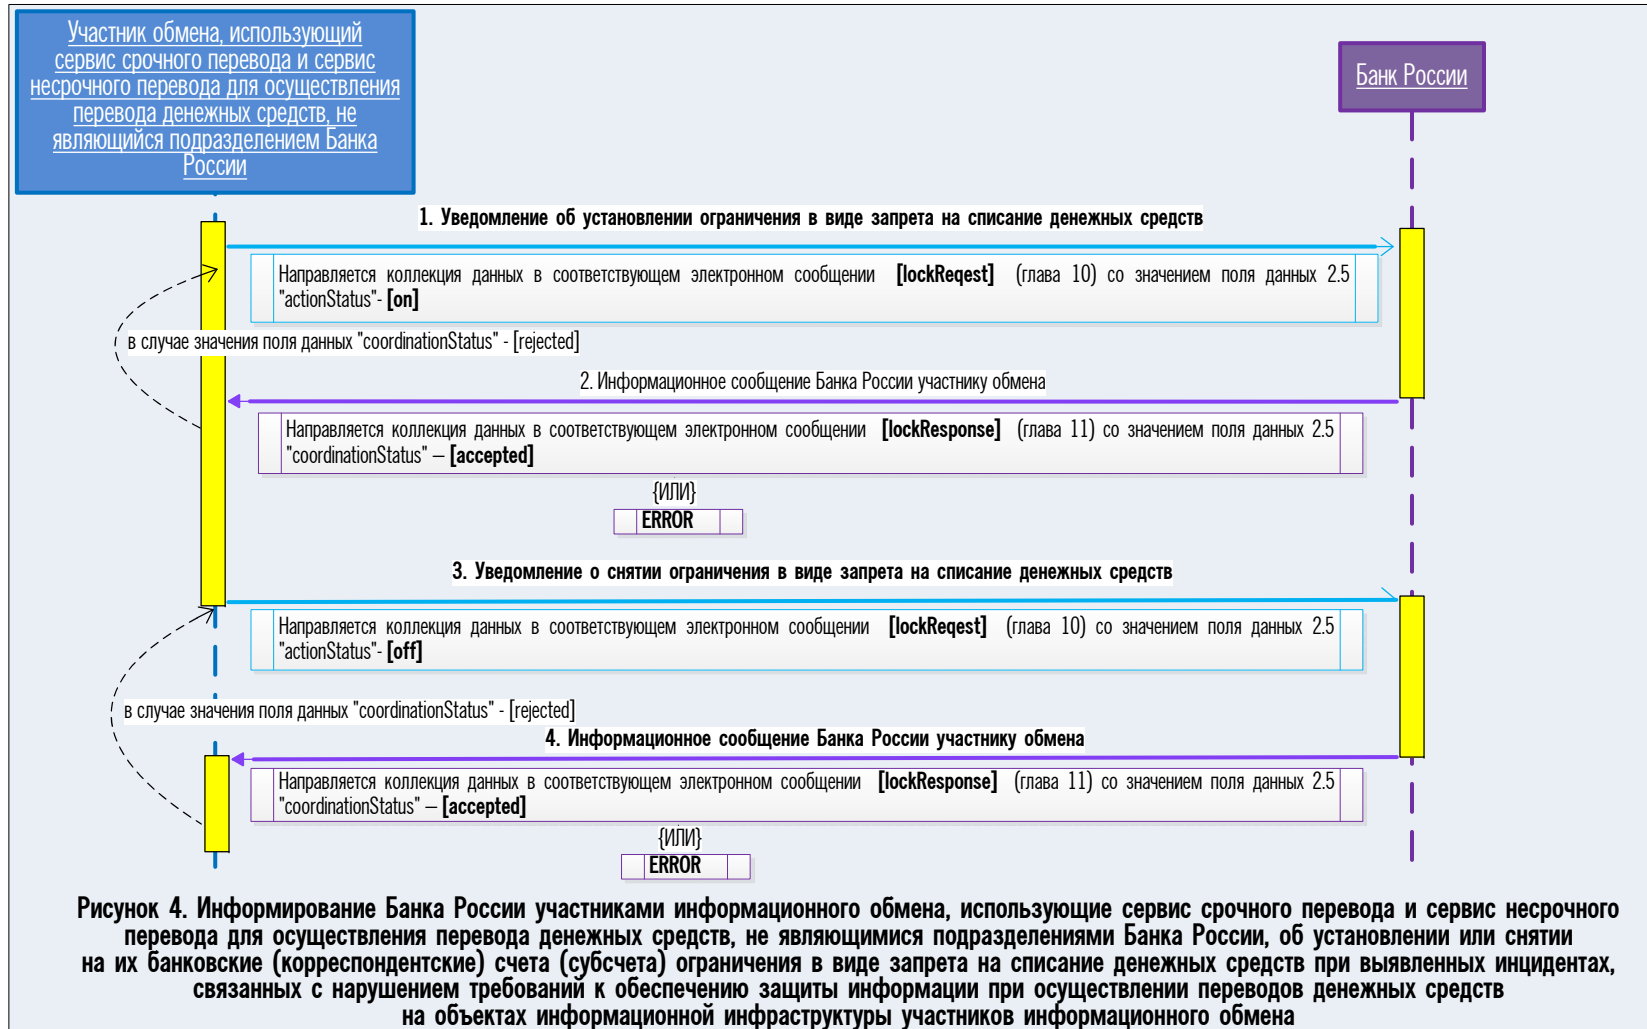 Участник обмена, использующий
сервис срочного перевода и сервис
несрочного перевода для осуществления
перевода денежных средств, не
являющийся подразделением Банка
России
Банк России
1. Уведомление об установлении ограничения в виде запрета на списание денежных средств
Направляется коллекция данных в соответствующем электронном сообщении [lockReqest] (глава 10) со значением поля данных 2.5
"actionStatus"- [on]
в случае значения поля данных "coordinationStatus" - [rejected]
2. Информационное сообщение Банка России участнику обмена
Направляется коллекция данных в соответствующем электронном сообщении [lockResponse] (глава 11) со значением поля данных 2.5
"coordinationStatus" – [accepted]
{ИЛИ}
ERROR
3. Уведомление о снятии ограничения в виде запрета на списание денежных средств
Направляется коллекция данных в соответствующем электронном сообщении [lockReqest] (глава 10) со значением поля данных 2.5
"actionStatus"- [off]
в случае значения поля данных "coordinationStatus" - [rejected]
4. Информационное сообщение Банка России участнику обмена
Направляется коллекция данных в соответствующем электронном сообщении [lockResponse] (глава 11) со значением поля данных 2.5
"coordinationStatus" – [accepted]
{ИЛИ}
ERROR
Рисунок 4. Информирование Банка России участниками информационного обмена, использующие сервис срочного перевода и сервис несрочного
перевода для осуществления перевода денежных средств, не являющимися подразделениями Банка России, об установлении или снятии
на их банковские (корреспондентские) счета (субсчета) ограничения в виде запрета на списание денежных средств при выявленных инцидентах,
связанных с нарушением требований к обеспечению защиты информации при осуществлении переводов денежных средств
на объектах информационной инфраструктуры участников информационного обмена